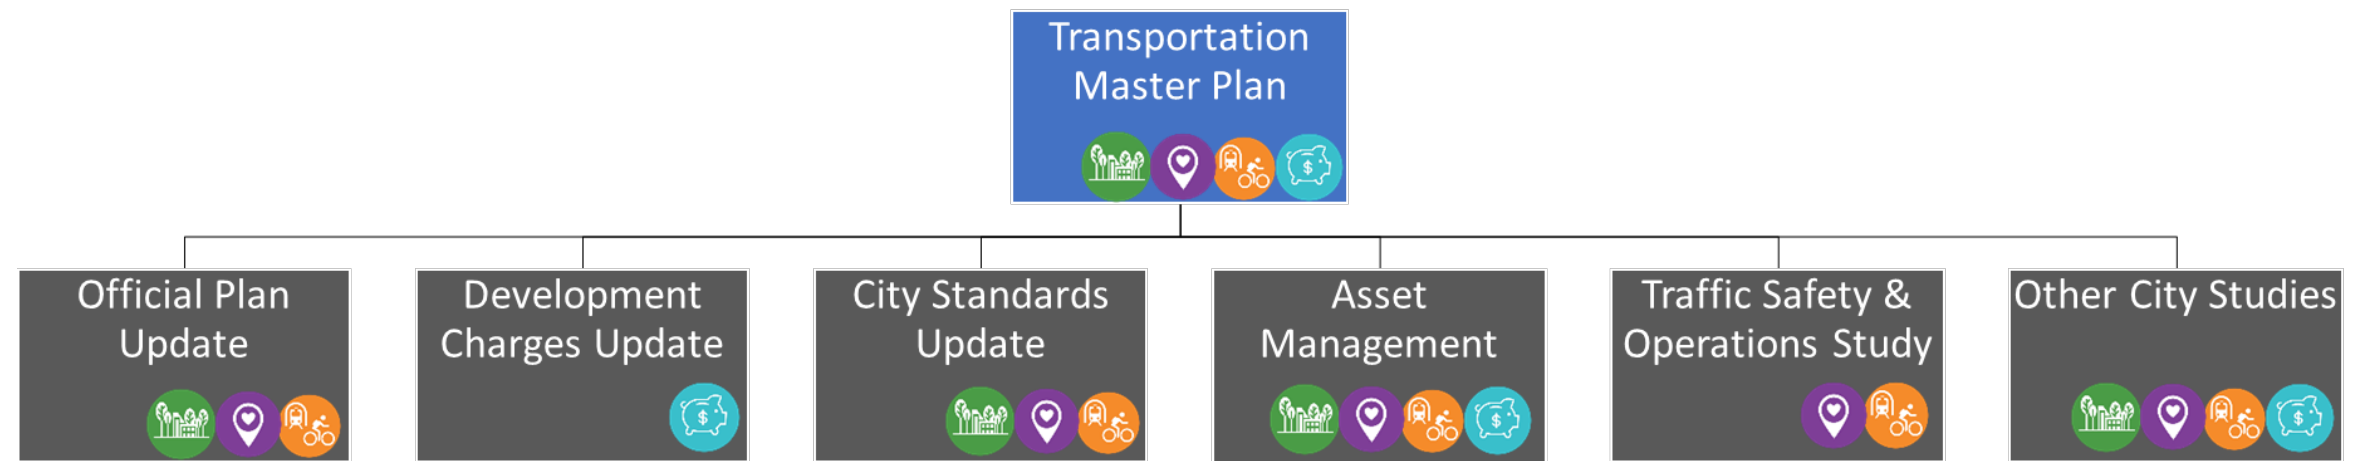 Transportation
Master Plan
$
Official Plan
Update
Development
Charges Update
$
City Standards
Update
Asset
Management
$
Traffic Safety &
Operations Study
Other City Studies
$